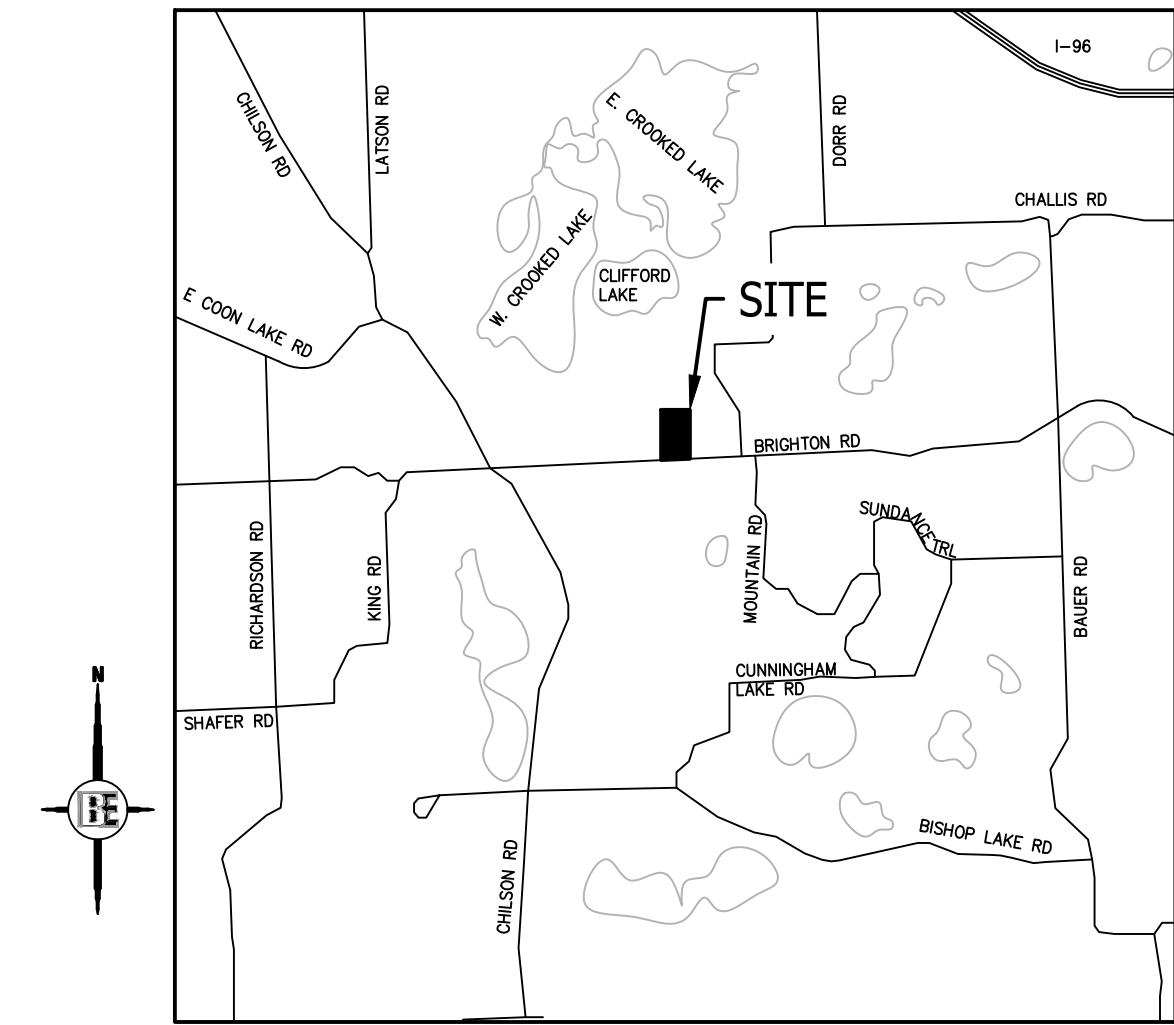 I-96
CHILSON RD
LATSON RD
E. CROOKED LAKE
DORR RD
CHALLIS RD
W. CROOKED LAKE
CLIFFORD
LAKE
SITE
E COON LAKE RD
BRIGHTON RD
SUNDANCE TRL
RICHARDSON RD
KING RD
MOUNTAIN RD
BAUER RD
CUNNINGHAM
LAKE RD
N
SHAFER RD
BE
BISHOP LAKE RD
CHILSON RD